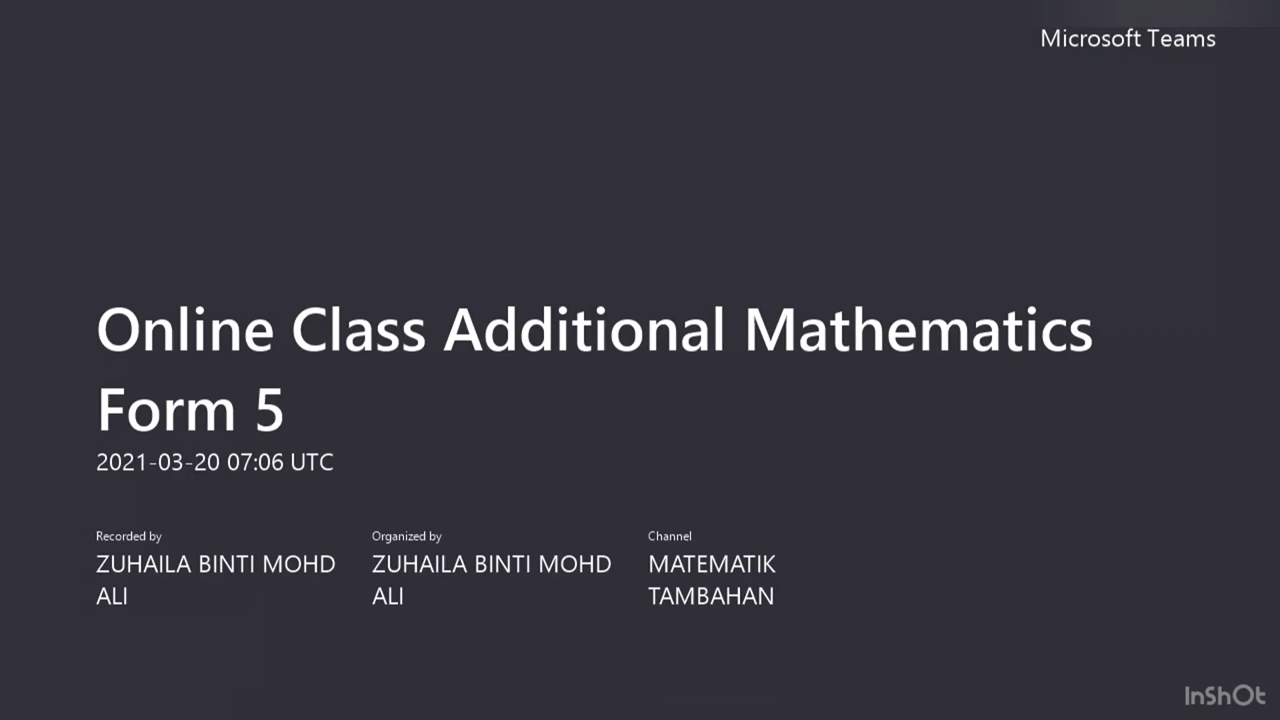 Microsoft Teams
Online Class Additional Mathematics
Form 5
2021-03-20 07:06 UTC
Recorded by
ZUHAILA BINTI MOHD
ALI
Organized by
ZUHAILA BINTI MOHD
ALI
Channel
MATEMATIK
TAMBAHAN
InShOt